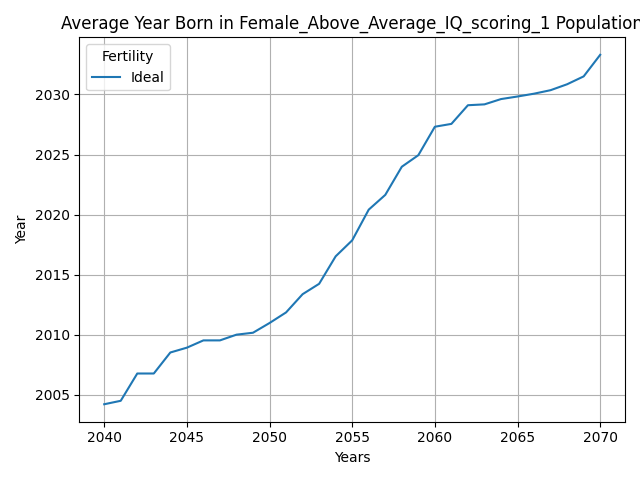 Average Year Born in Female_Above_Average_IQ_scoring_1 Population
Fertility
Ideal
2030
2025
2020
2015
2010
2005
Year
2040 2045 2050 2055 2060 2065 2070
Years